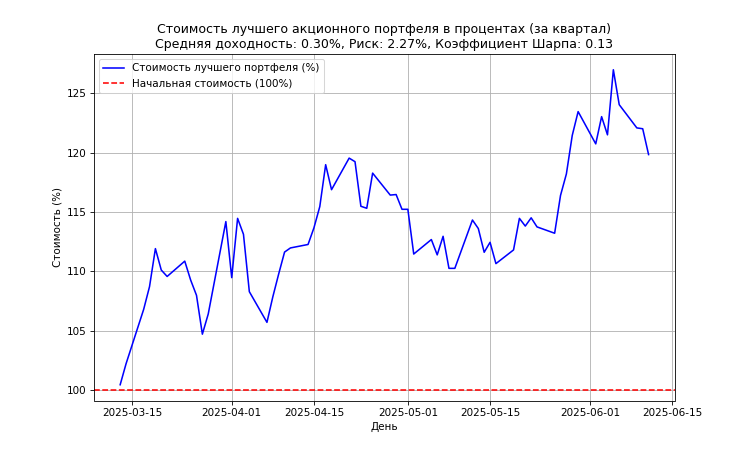 Стоимость лучшего акционного портфеля в процентах (за квартал)
Средняя доходность: 0.30%, Риск: 2.27%, Коэффициент Шарпа: 0.13
Стоимость лучшего портфеля (%)
Начальная стоимость (100%)
Стоимость (%)
125
120
115
110
105
100
2025-03-15
2025-04-01
2025-04-15
2025-05-01
2025-05-15
2025-06-01
2025-06-15
День